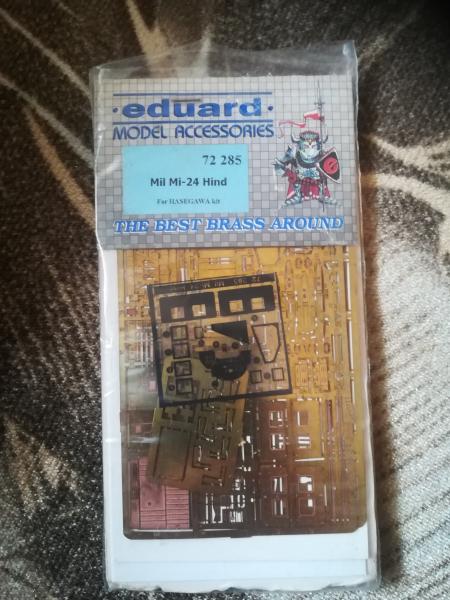 ·eduard·
MODEL ACCESSORIES
72 285
Mil Mi-24 Hind
For HASEGAWA kit
THE BEST BRASS AROUND